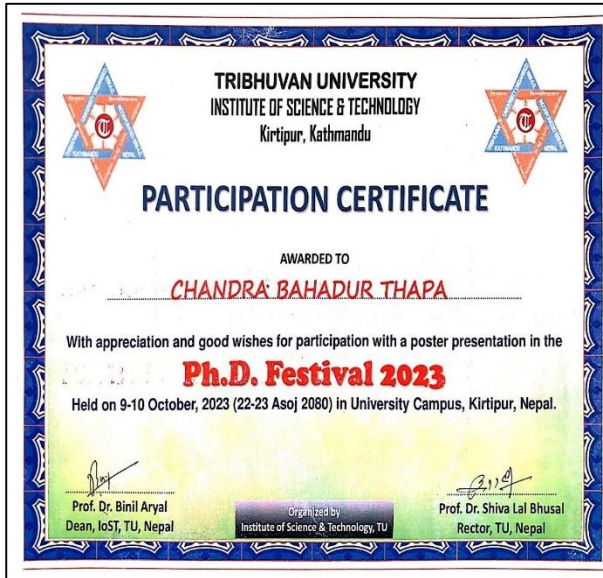 TRIBHUVAN UNIVERSITY
INSTITUTE OF SCIENCE & TECHNOLOGY
Kirtipur, Kathmandu
PARTICIPATION CERTIFICATE
AWARDED TO
CHANDRA BAHADUR THAPA
With appreciation and good wishes for participation with a poster presentation in the
Ph.D. Festival 2023
Held on 9-10 October, 2023 (22-23 Asoj 2080) in University Campus, Kirtipur, Nepal.
Prof. Dr. Binil Aryal
Dean, IoST, TU, Nepal
Organized by
Institute of Science & Technology, TU
Prof. Dr. Shiva Lal Bhusal
Rector, TU, Nepal